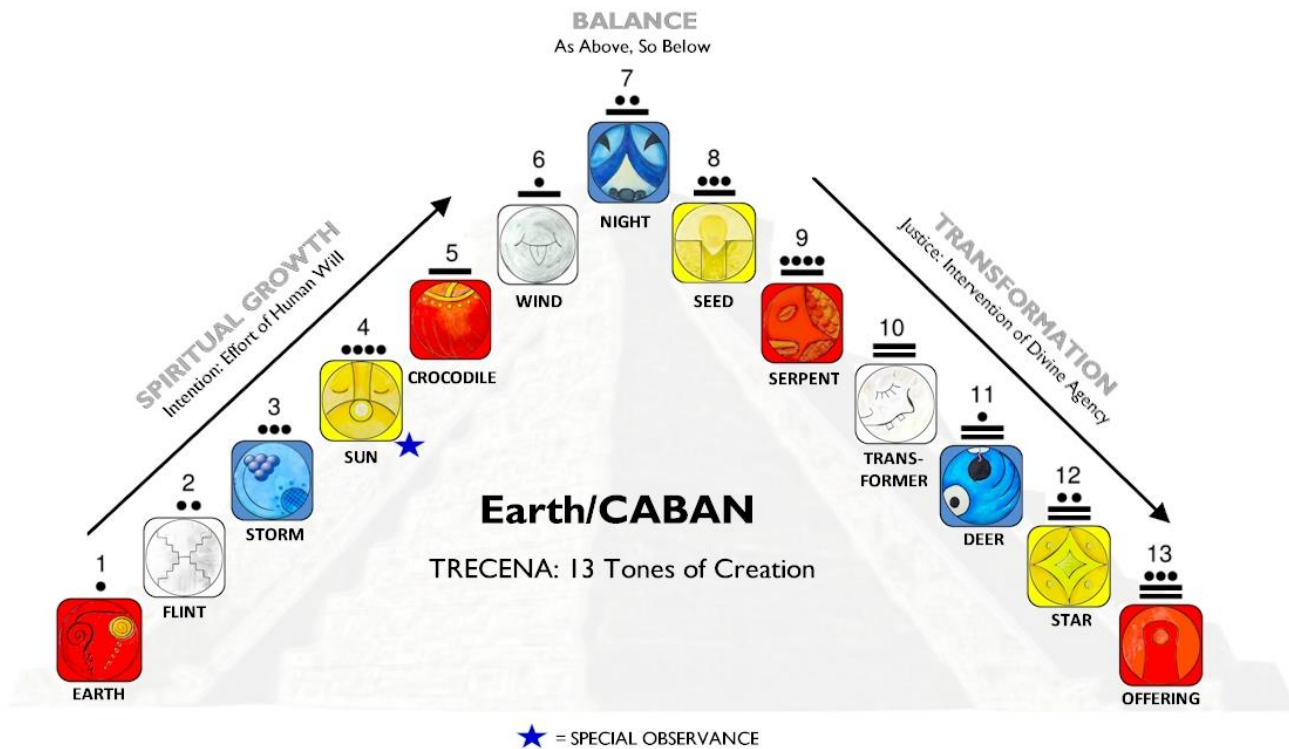 BALANCE
As Above, So Below
7
NIGHT
6
WIND
8
SEED
SPIRITUAL GROWTH
Intention: Effort of Human Will
TRANSFORMATION
Justice: Intervention of Divine Agency
5
CROCODILE
9
SERPENT
4
SUN
10
TRANS-
FORMER
3
STORM
11
DEER
2
FLINT
12
STAR
1
EARTH
13
OFFERING
Earth/CABAN
TRECENA: 13 Tones of Creation
= SPECIAL OBSERVANCE